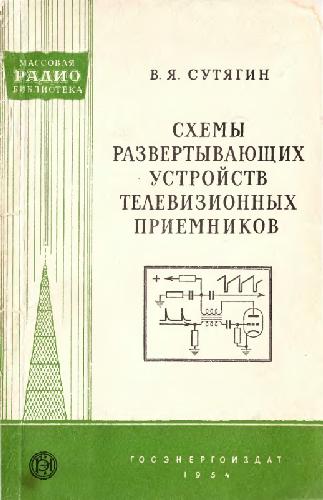 МАССОВАЯ
РАДИО
БИБЛИОТЕКА
В. Я. СУТЯГИН
СХЕМЫ
РАЗВЕРТЫВАЮЩИХ
УСТРОЙСТВ
ТЕЛЕВИЗИОННЫХ
ПРИЕМНИКОВ
ГОСЭНЕРГОИЗДАТ
1954